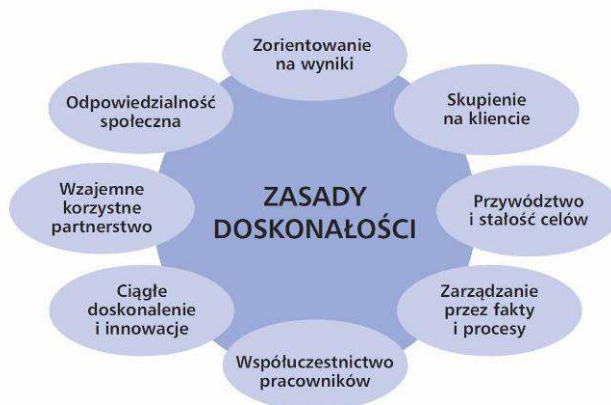 Zorientowanie
na wyniki
Skupienie
na kliencie
Przywództwo
i stałość celów
Zarządzanie
przez fakty
i procesy
Współuczestnictwo
pracowników
Ciągłe
doskonalenie
i innowacje
Wzajemne
korzystne
partnerstwo
Odpowiedzialność
społeczna
ZASADY
DOSKONAŁOŚCI